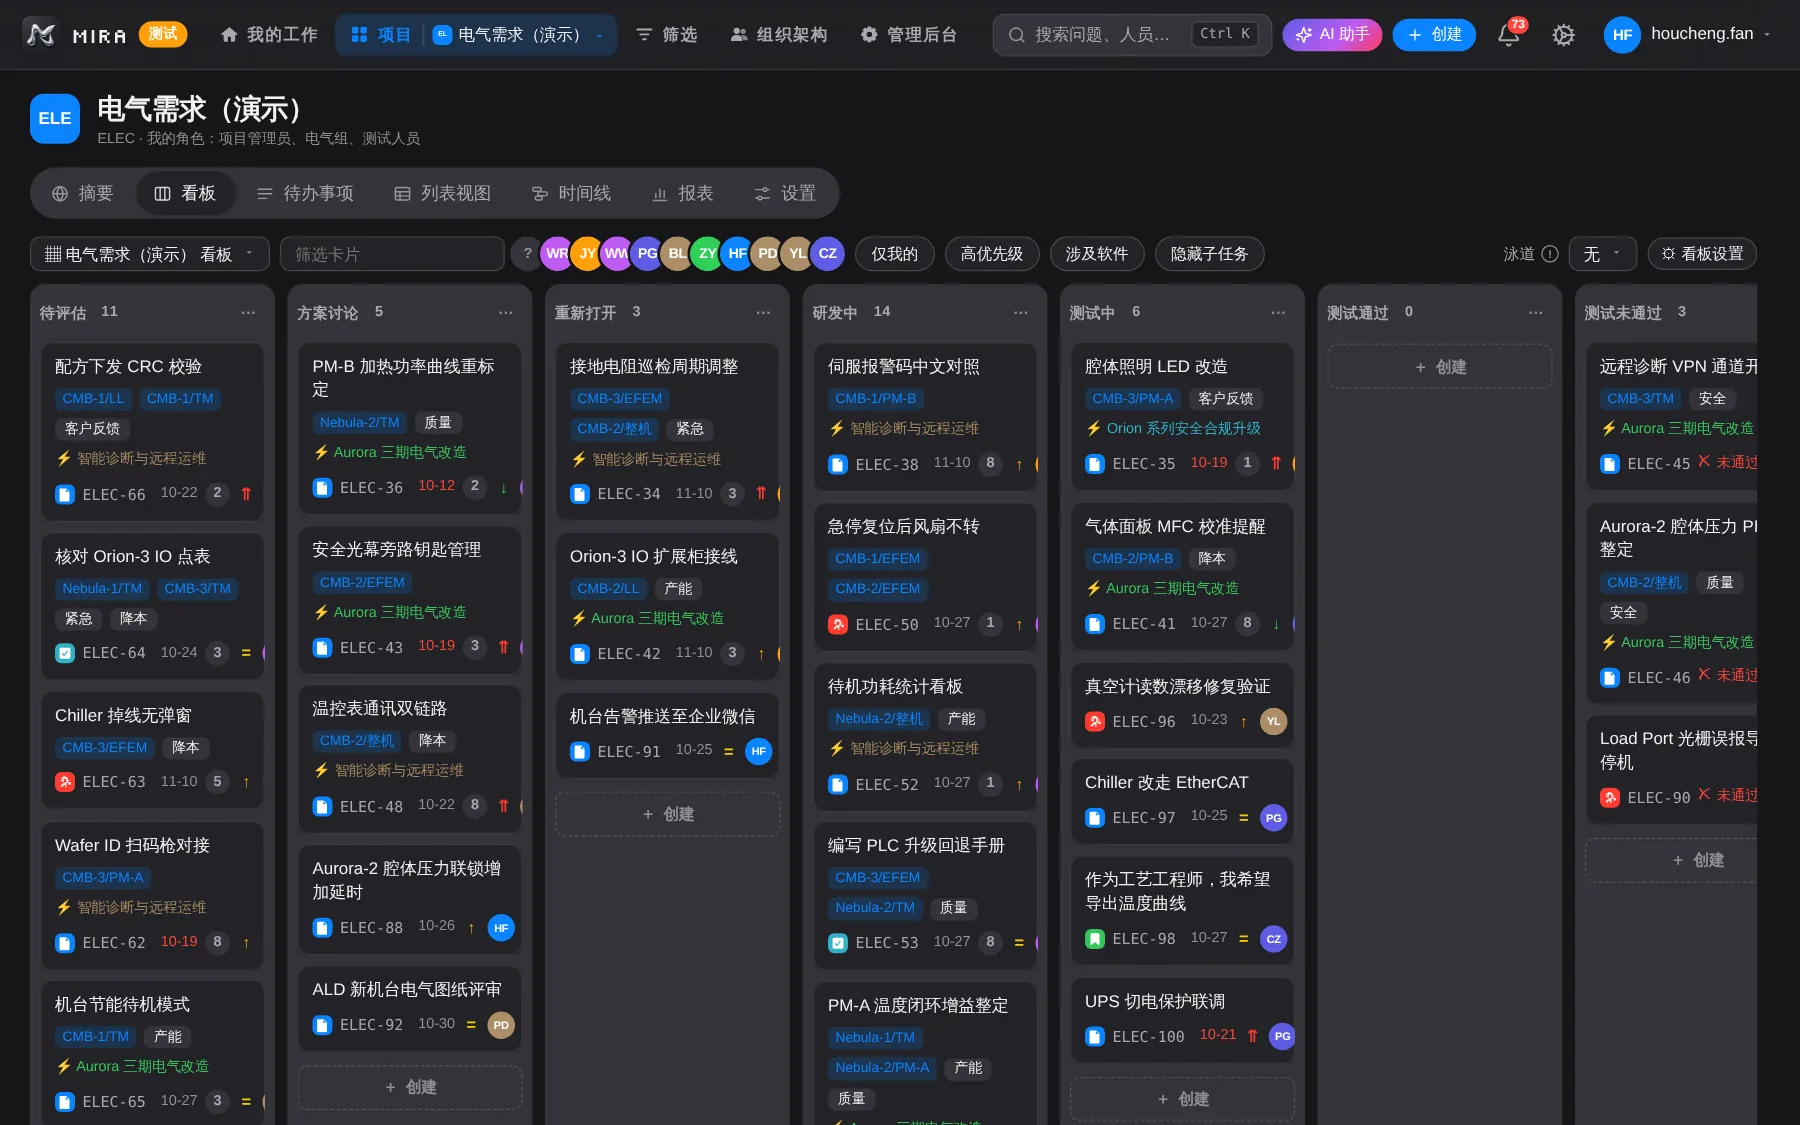 MIRA 测试 我的工作 项目 EL 电气需求（演示） 筛选 组织架构 管理后台 搜索问题、人员... Ctrl K AI 助手 + 创建 73 HF houcheng.fan
ELE 电气需求（演示）
ELEC · 我的角色：项目管理员、电气组、测试人员
摘要 看板 待办事项 列表视图 时间线 报表 设置
电气需求（演示） 看板 筛选卡片 ? WR JY WW PG BL ZY HF PD YL CZ 仅我的 高优先级 涉及软件 隐藏子任务 泳道 无 看板设置
待评估 11 ...
配方下发 CRC 校验
CMB-1/LL CMB-1/TM
客户反馈
⚡ 智能诊断与远程运维
ELEC-66 10-22 2 ⇈
核对 Orion-3 IO 点表
Nebula-1/TM CMB-3/TM
紧急 降本
ELEC-64 10-24 3 =
Chiller 掉线无弹窗
CMB-3/EFEM 降本
ELEC-63 11-10 5 ↑
Wafer ID 扫码枪对接
CMB-3/PM-A
⚡ 智能诊断与远程运维
ELEC-62 10-19 8 ↑
机台节能待机模式
CMB-1/TM 产能
⚡ Aurora 三期电气改造
ELEC-65 10-27 3 =
方案讨论 5 ...
PM-B 加热功率曲线重标
定
Nebula-2/TM 质量
⚡ Aurora 三期电气改造
ELEC-36 10-12 2 ↓
安全光幕旁路钥匙管理
CMB-2/EFEM
⚡ Aurora 三期电气改造
ELEC-43 10-19 3 ⇈
温控表通讯双链路
CMB-2/整机 降本
⚡ 智能诊断与远程运维
ELEC-48 10-22 8 ⇈
Aurora-2 腔体压力联锁增
加延时
ELEC-88 10-26 ↑ HF
ALD 新机台电气图纸评审
ELEC-92 10-30 = PD
+ 创建
重新打开 3 ...
接地电阻巡检周期调整
CMB-3/EFEM
CMB-2/整机 紧急
⚡ 智能诊断与远程运维
ELEC-34 11-10 3 ⇈
Orion-3 IO 扩展柜接线
CMB-2/LL 产能
⚡ Aurora 三期电气改造
ELEC-42 11-10 3 ↑
机台告警推送至企业微信
ELEC-91 10-25 = HF
+ 创建
研发中 14 ...
伺服报警码中文对照
CMB-1/PM-B
⚡ 智能诊断与远程运维
ELEC-38 11-10 8 ↑
急停复位后风扇不转
CMB-1/EFEM
CMB-2/EFEM
ELEC-50 10-27 1 ↑
待机功耗统计看板
Nebula-2/整机 产能
⚡ 智能诊断与远程运维
ELEC-52 10-27 1 ↑
编写 PLC 升级回退手册
CMB-3/EFEM
Nebula-2/TM 质量
ELEC-53 10-27 8 =
PM-A 温度闭环增益整定
Nebula-1/TM
Nebula-2/PM-A 产能
质量
测试中 6 ...
腔体照明 LED 改造
CMB-3/PM-A 客户反馈
⚡ Orion 系列安全合规升级
ELEC-35 10-19 1 ⇈
气体面板 MFC 校准提醒
CMB-2/PM-B 降本
⚡ Aurora 三期电气改造
ELEC-41 10-27 8 ↓
真空计读数漂移修复验证
ELEC-96 10-23 ↑ YL
Chiller 改走 EtherCAT
ELEC-97 10-25 = PG
作为工艺工程师，我希望
导出温度曲线
ELEC-98 10-27 = CZ
UPS 切电保护联调
ELEC-100 10-21 ⇈ PG
+ 创建
测试通过 0 ...
+ 创建
测试未通过 3
远程诊断 VPN 通道开
CMB-3/TM 安全
⚡ Aurora 三期电气改造
ELEC-45 未通过
Aurora-2 腔体压力 PI
整定
CMB-2/整机 质量
安全
⚡ Aurora 三期电气改造
ELEC-46 未通过
Load Port 光栅误报导
停机
ELEC-90 未通过
+ 创建